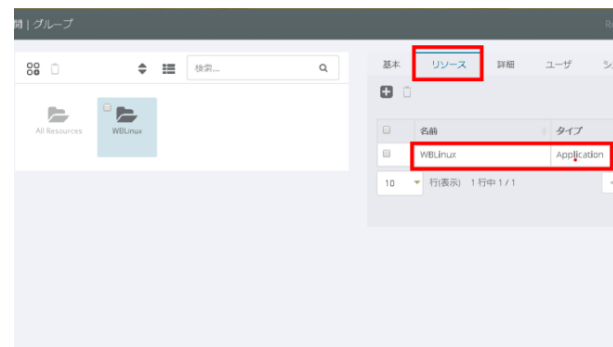 間 | グループ
検索...
All Resources
WBLinux
基本 リソース 詳細 ユーザ
名前 タイプ
WBLinux Application
10 行(表示) 1 行中 1 / 1